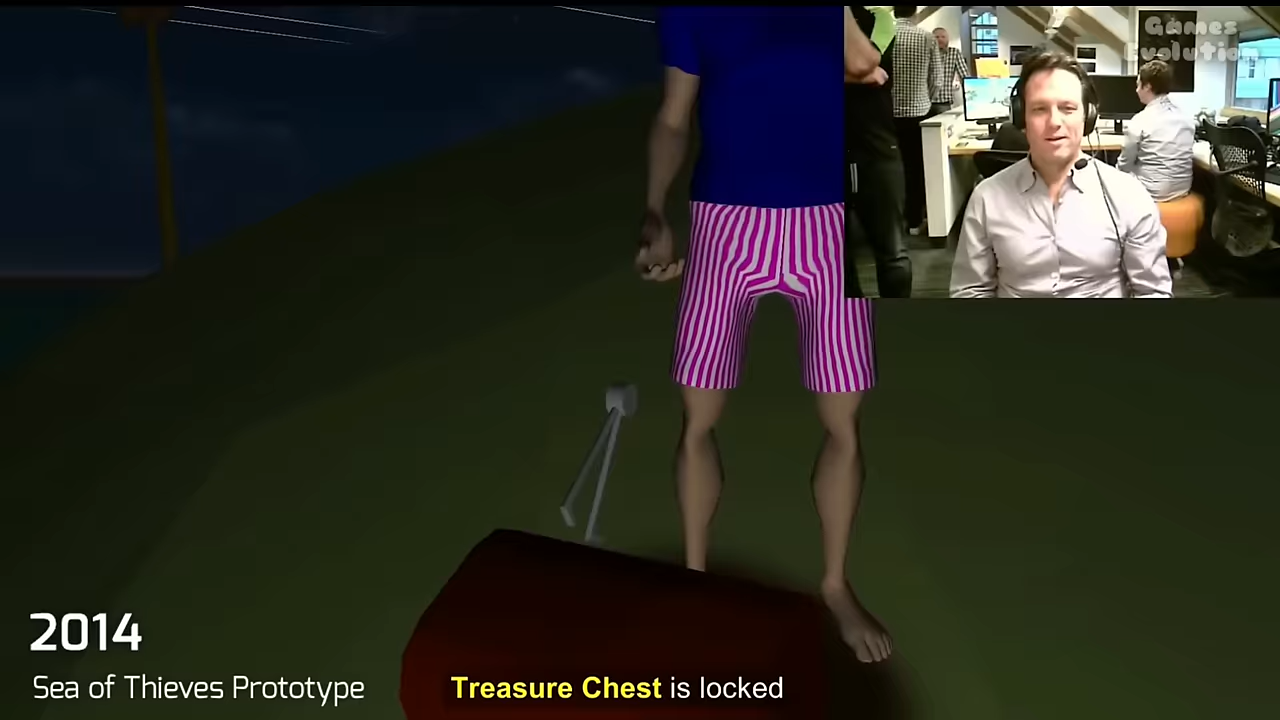 Games
Evolution
2014
Sea of Thieves Prototype
Treasure Chest is locked